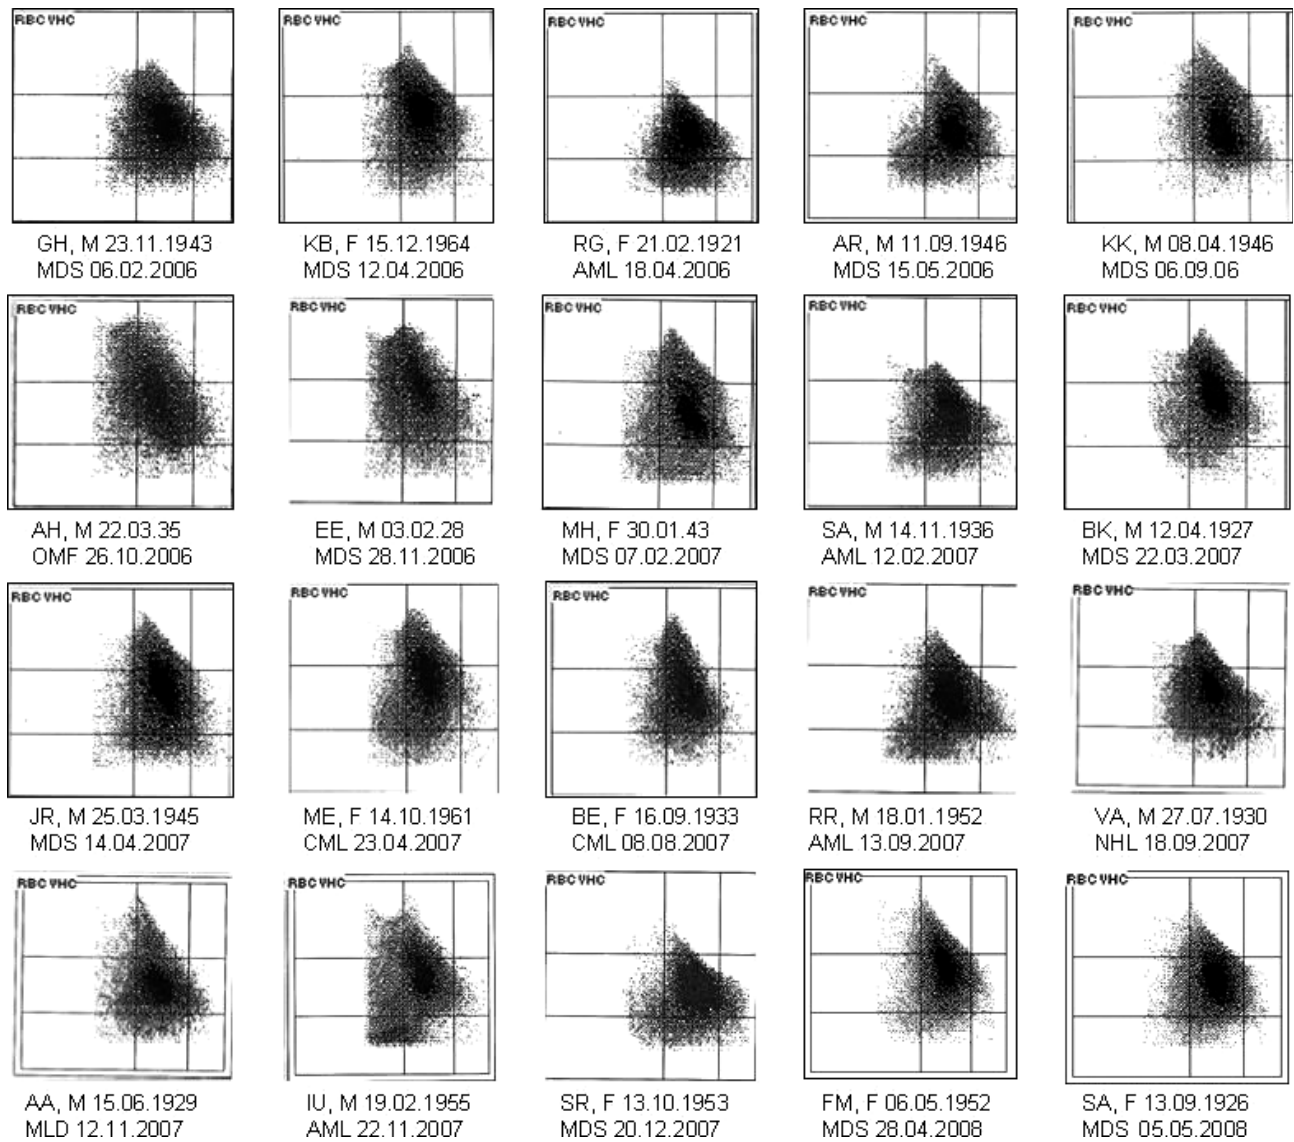 RBC VHC
RBC VHC
RBC VHC
RBC VHC
RBC VHC
GH, M 23.11.1943
MDS 06.02.2006
KB, F 15.12.1964
MDS 12.04.2006
RG, F 21.02.1921
AML 18.04.2006
AR, M 11.09.1946
MDS 15.05.2006
KK, M 08.04.1946
MDS 06.09.06
RBC VHC
RBC VHC
RBC VHC
RBC VHC
RBC VHC
AH, M 22.03.35
OMF 26.10.2006
EE, M 03.02.28
MDS 28.11.2006
MH, F 30.01.43
MDS 07.02.2007
SA, M 14.11.1936
AML 12.02.2007
BK, M 12.04.1927
MDS 22.03.2007
RBC VHC
RBC VHC
RBC VHC
RBC VHC
RBC VHC
JR, M 25.03.1945
MDS 14.04.2007
ME, F 14.10.1961
CML 23.04.2007
BE, F 16.09.1933
CML 08.08.2007
RR, M 18.01.1952
AML 13.09.2007
VA, M 27.07.1930
NHL 18.09.2007
RBC VHC
RBC VHC
RBC VHC
RBC VHC
RBC VHC
AA, M 15.06.1929
MLD 12.11.2007
IU, M 19.02.1955
AML 22.11.2007
SR, F 13.10.1953
MDS 20.12.2007
FM, F 06.05.1952
MDS 28.04.2008
SA, F 13.09.1926
MDS 05.05.2008